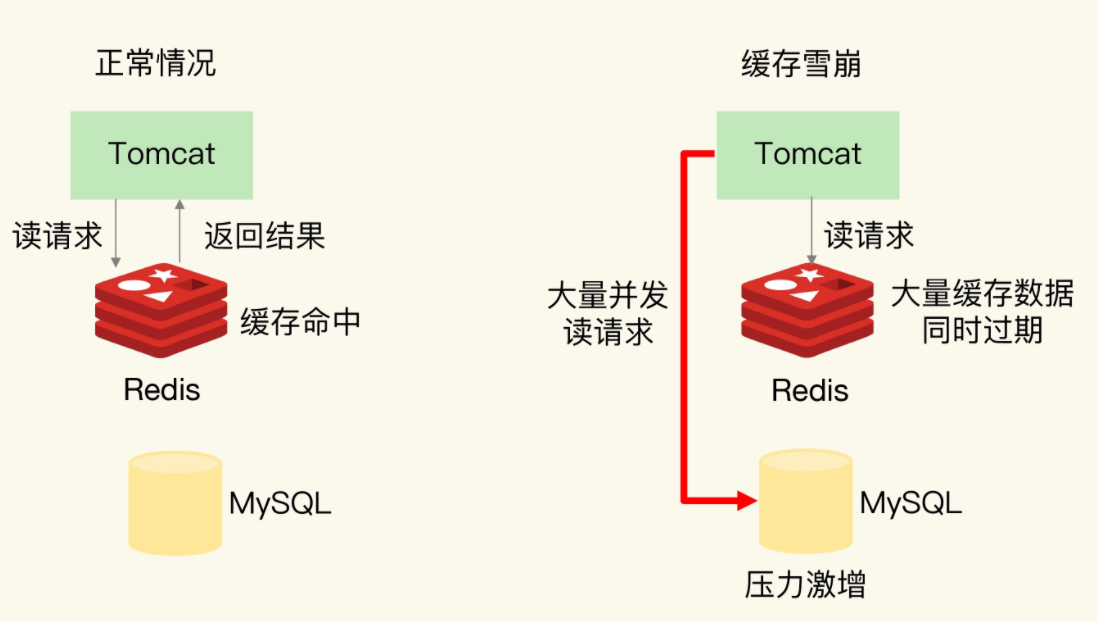 正常情况
Tomcat
读请求
返回结果
缓存命中
Redis
MySQL
缓存雪崩
Tomcat
读请求
大量并发
读请求
大量缓存数据
同时过期
Redis
MySQL
压力激增